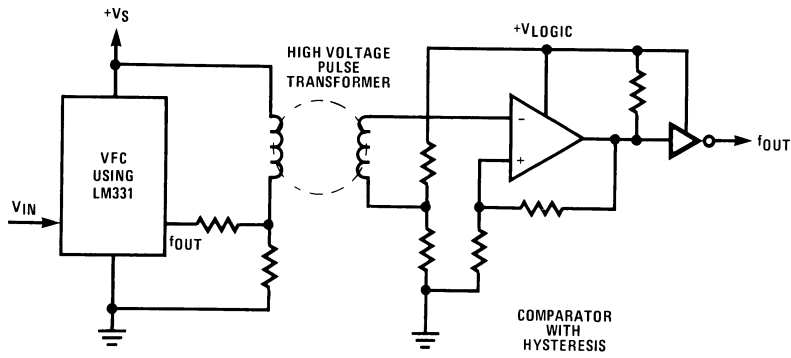 +VS
HIGH VOLTAGE
PULSE
TRANSFORMER
+VLOGIC
VFC
USING
LM331
VIN
fOUT
−
+
fOUT
COMPARATOR
WITH
HYSTERESIS